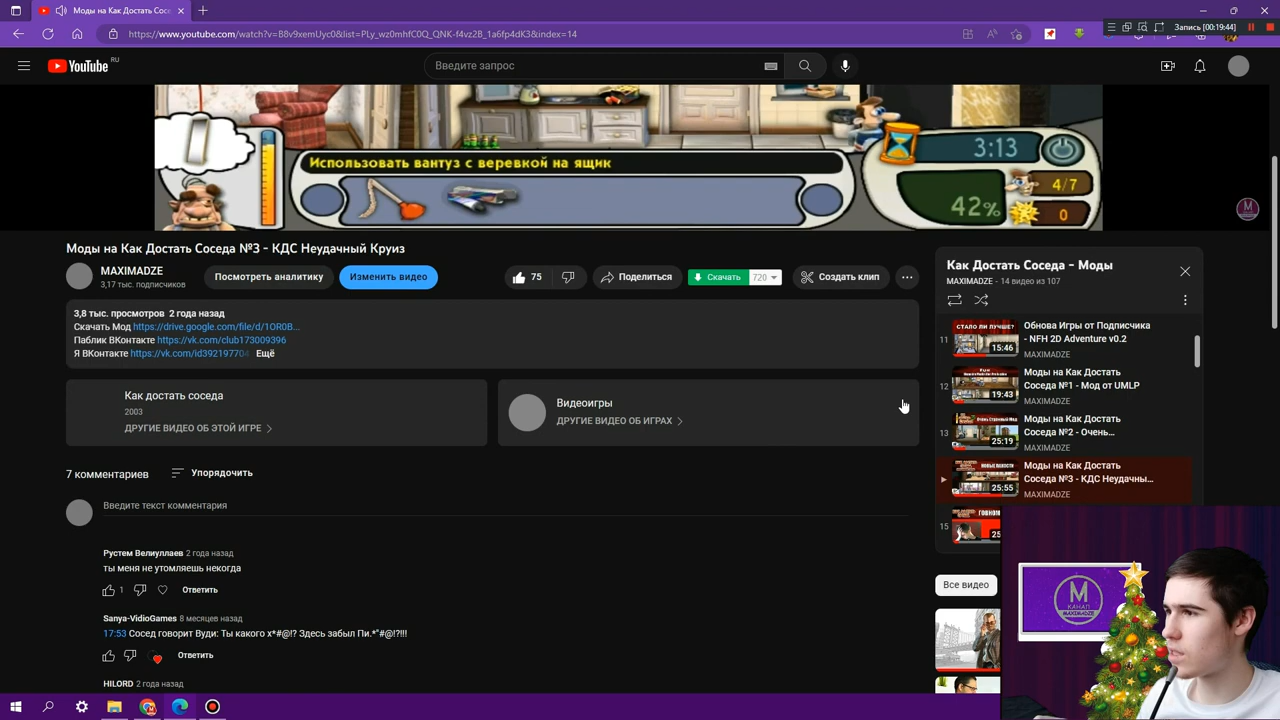 Моды на Как Достать Сосе
Запись [00:19:44]
https://www.youtube.com/watch?v=B8v9xemUyc0&list=PLy_wz0mhfC0Q_QNK-f4vz2B_1a6fp4dK3&index=14
YouTube RU
Введите запрос
Использовать вантуз с веревкой на ящик
3:13
4/7
42%
0
M
Моды на Как Достать Соседа №3 - КДС Неудачный Круиз
MAXIMADZE
3,17 тыс. подписчиков
Посмотреть аналитику
Изменить видео
75
Поделиться
Скачать 720
Создать клип
3,8 тыс. просмотров 2 года назад
Скачать Мод https://drive.google.com/file/d/1OR0B...
Паблик ВКонтакте https://vk.com/club173009396
Я ВКонтакте https://vk.com/id392197704 Ещё
Как достать соседа
2003
ДРУГИЕ ВИДЕО ОБ ЭТОЙ ИГРЕ
Видеоигры
ДРУГИЕ ВИДЕО ОБ ИГРАХ
7 комментариев
Упорядочить
Введите текст комментария
Рустем Велиуллаев 2 года назад
ты меня не утомляешь некогда
1
Ответить
Sanya-VidioGames 8 месяцев назад
17:53 Сосед говорит Вуди: Ты какого х*#@!? Здесь забыл Пи.*"#@!?!!!
Ответить
HILORD 2 года назад
Как Достать Соседа - Моды
MAXIMADZE - 14 видео из 107
11
СТАЛО ЛИ ЛУЧШЕ?
15:46
Обнова Игры от Подписчика
- NFH 2D Adventure v0.2
MAXIMADZE
12
19:43
Моды на Как Достать
Соседа №1 - Мод от UMLP
MAXIMADZE
13
25:19
Моды на Как Достать
Соседа №2 - Очень...
MAXIMADZE
25:55
Моды на Как Достать
Соседа №3 - КДС Неудачны...
MAXIMADZE
15
Все видео
M
КАНАЛ
MAXIMADZE